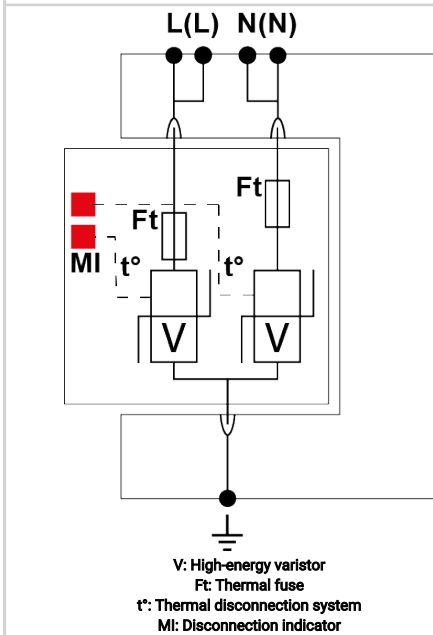 L(L) N(N)
Ft
Ft
MI
t°
t°
V
V
V: High-energy varistor
Ft: Thermal fuse
t°: Thermal disconnection system
MI: Disconnection indicator